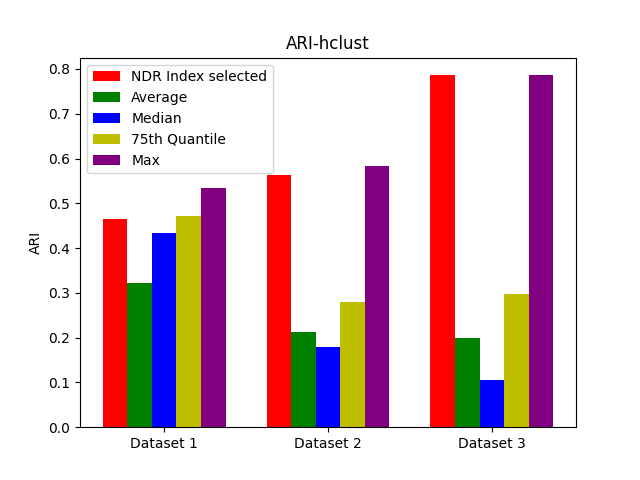 ARI-hclust
NDR Index selected
Average
Median
75th Quantile
Max
ARI
0.8
0.7
0.6
0.5
0.4
0.3
0.2
0.1
0.0
Dataset 1
Dataset 2
Dataset 3